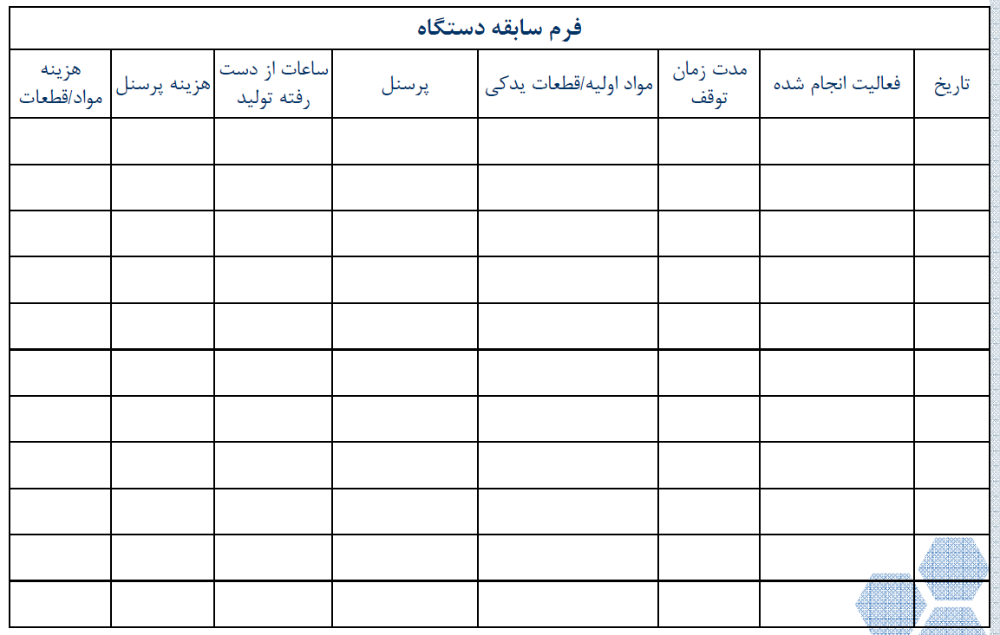 فرم سابقه دستگاه
تاریخ
فعالیت انجام شده
مدت زمان
توقف
مواد اولیه/قطعات یدکی
پرسنل
ساعات از دست
رفته تولید
هزینه پرسنل
هزینه
مواد/قطعات